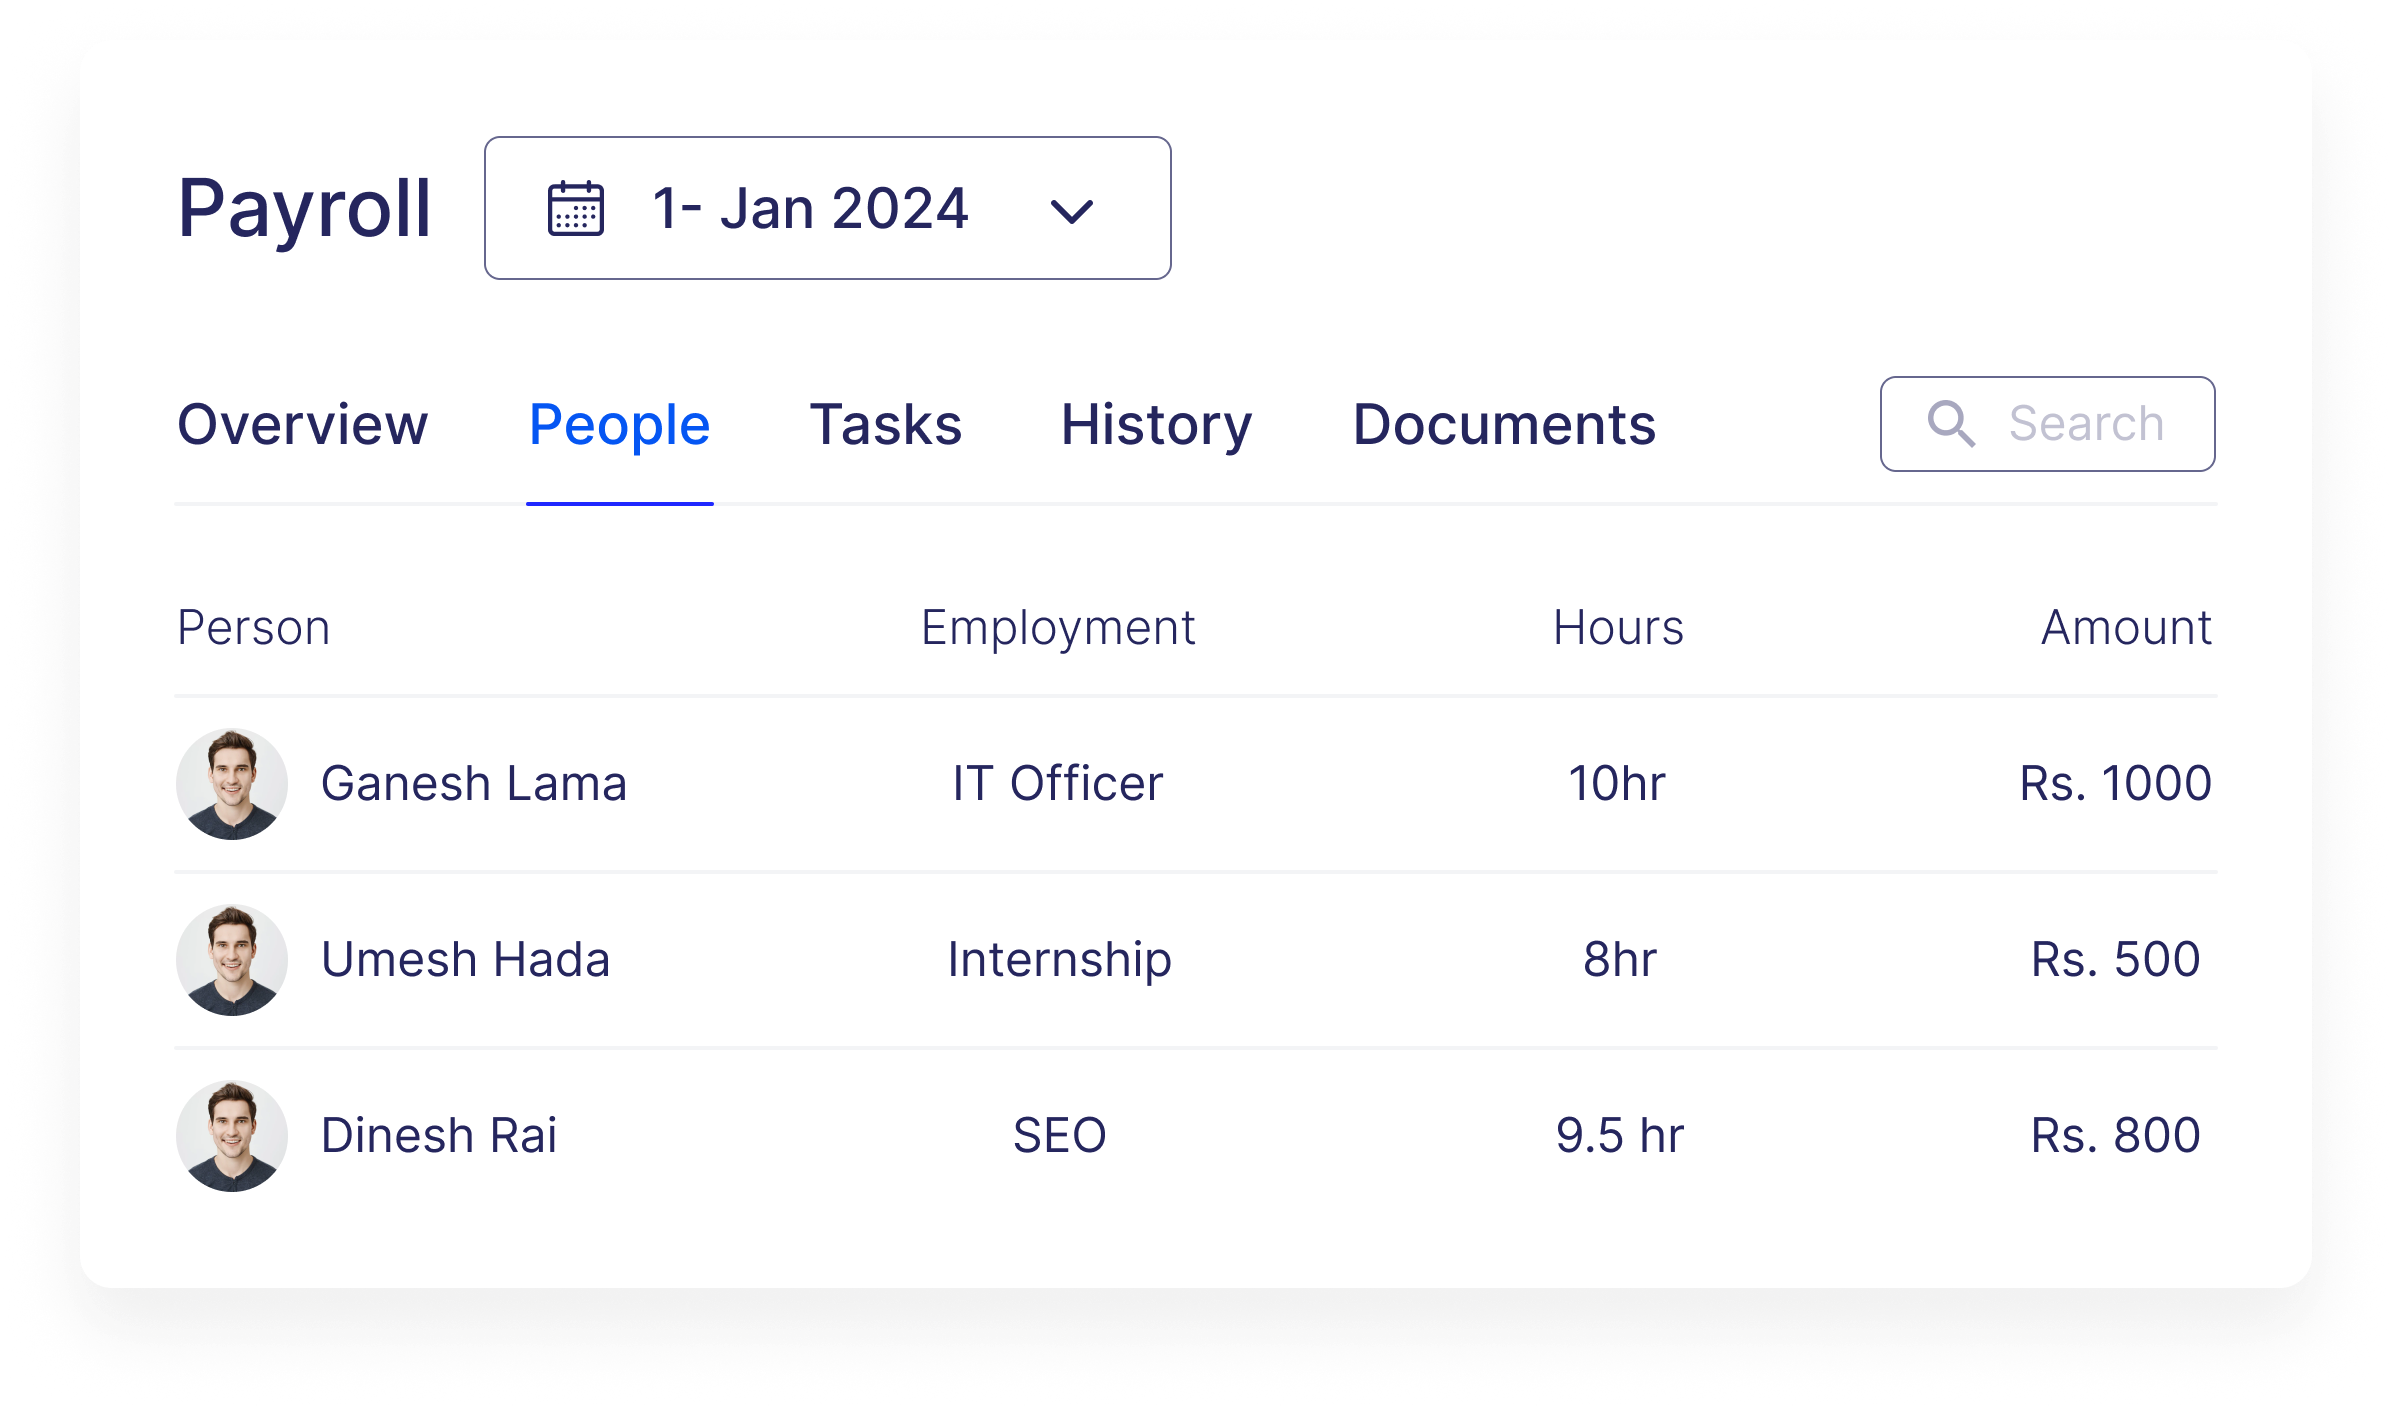 Payroll 1- Jan 2024
Overview People Tasks History Documents Search
Person Employment Hours Amount
Ganesh Lama IT Officer 10hr Rs. 1000
Umesh Hada Internship 8hr Rs. 500
Dinesh Rai SEO 9.5 hr Rs. 800